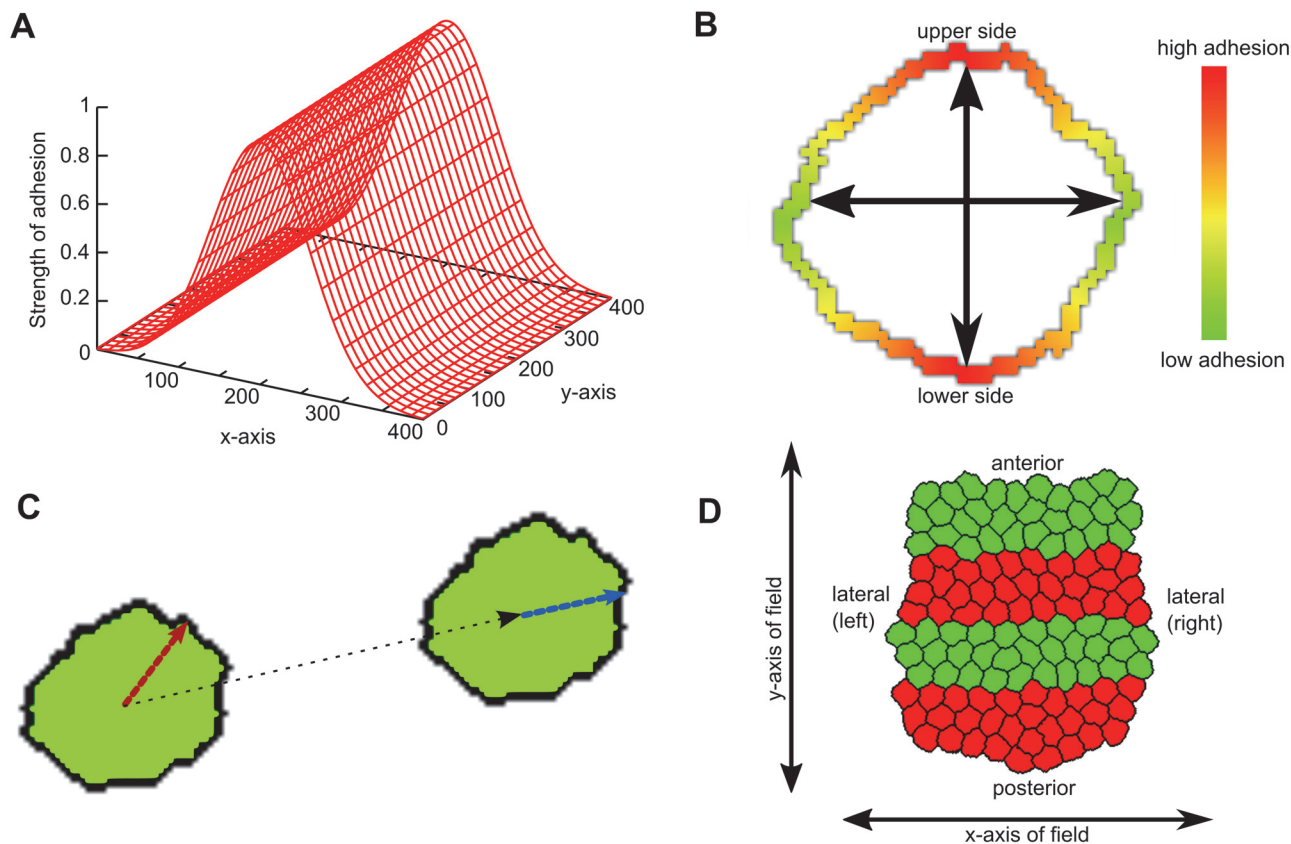 A
Strength of adhesion
1
0.8
0.6
0.4
0.2
0
100
200
300
400
x-axis
0
100
200
300
400
y-axis
B
upper side
lower side
high adhesion
low adhesion
C
D
anterior
lateral
(left)
lateral
(right)
posterior
y-axis of field
x-axis of field